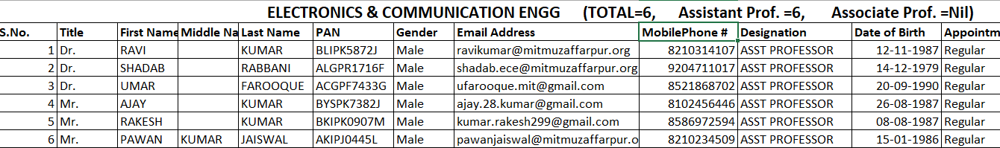 ELECTRONICS & COMMUNICATION ENGG (TOTAL=6, Assistant Prof. =6, Associate Prof. =Nil)
S.No. Title First Name Middle Na Last Name PAN Gender Email Address MobilePhone # Designation Date of Birth Appointm
1 Dr. RAVI KUMAR BLIPK5872J Male ravikumar@mitmuzaffarpur.org 8210314107 ASST PROFESSOR 12-11-1987 Regular
2 Dr. SHADAB RABBANI ALGPR1716F Male shadab.ece@mitmuzaffarpur.org 9204711017 ASST PROFESSOR 14-12-1979 Regular
3 Dr. UMAR FAROOQUE ACGPF7433G Male ufarooque.mit@gmail.com 8521868702 ASST PROFESSOR 20-09-1990 Regular
4 Mr. AJAY KUMAR BYSPK7382J Male ajay.28.kumar@gmail.com 8102456446 ASST PROFESSOR 26-08-1987 Regular
5 Mr. RAKESH KUMAR BKIPK0907M Male kumar.rakesh299@gmail.com 8586972594 ASST PROFESSOR 08-08-1987 Regular
6 Mr. PAWAN KUMAR JAISWAL AKIPJ0445L Male pawanjaiswal@mitmuzaffarpur.o 8210234509 ASST PROFESSOR 15-01-1986 Regular